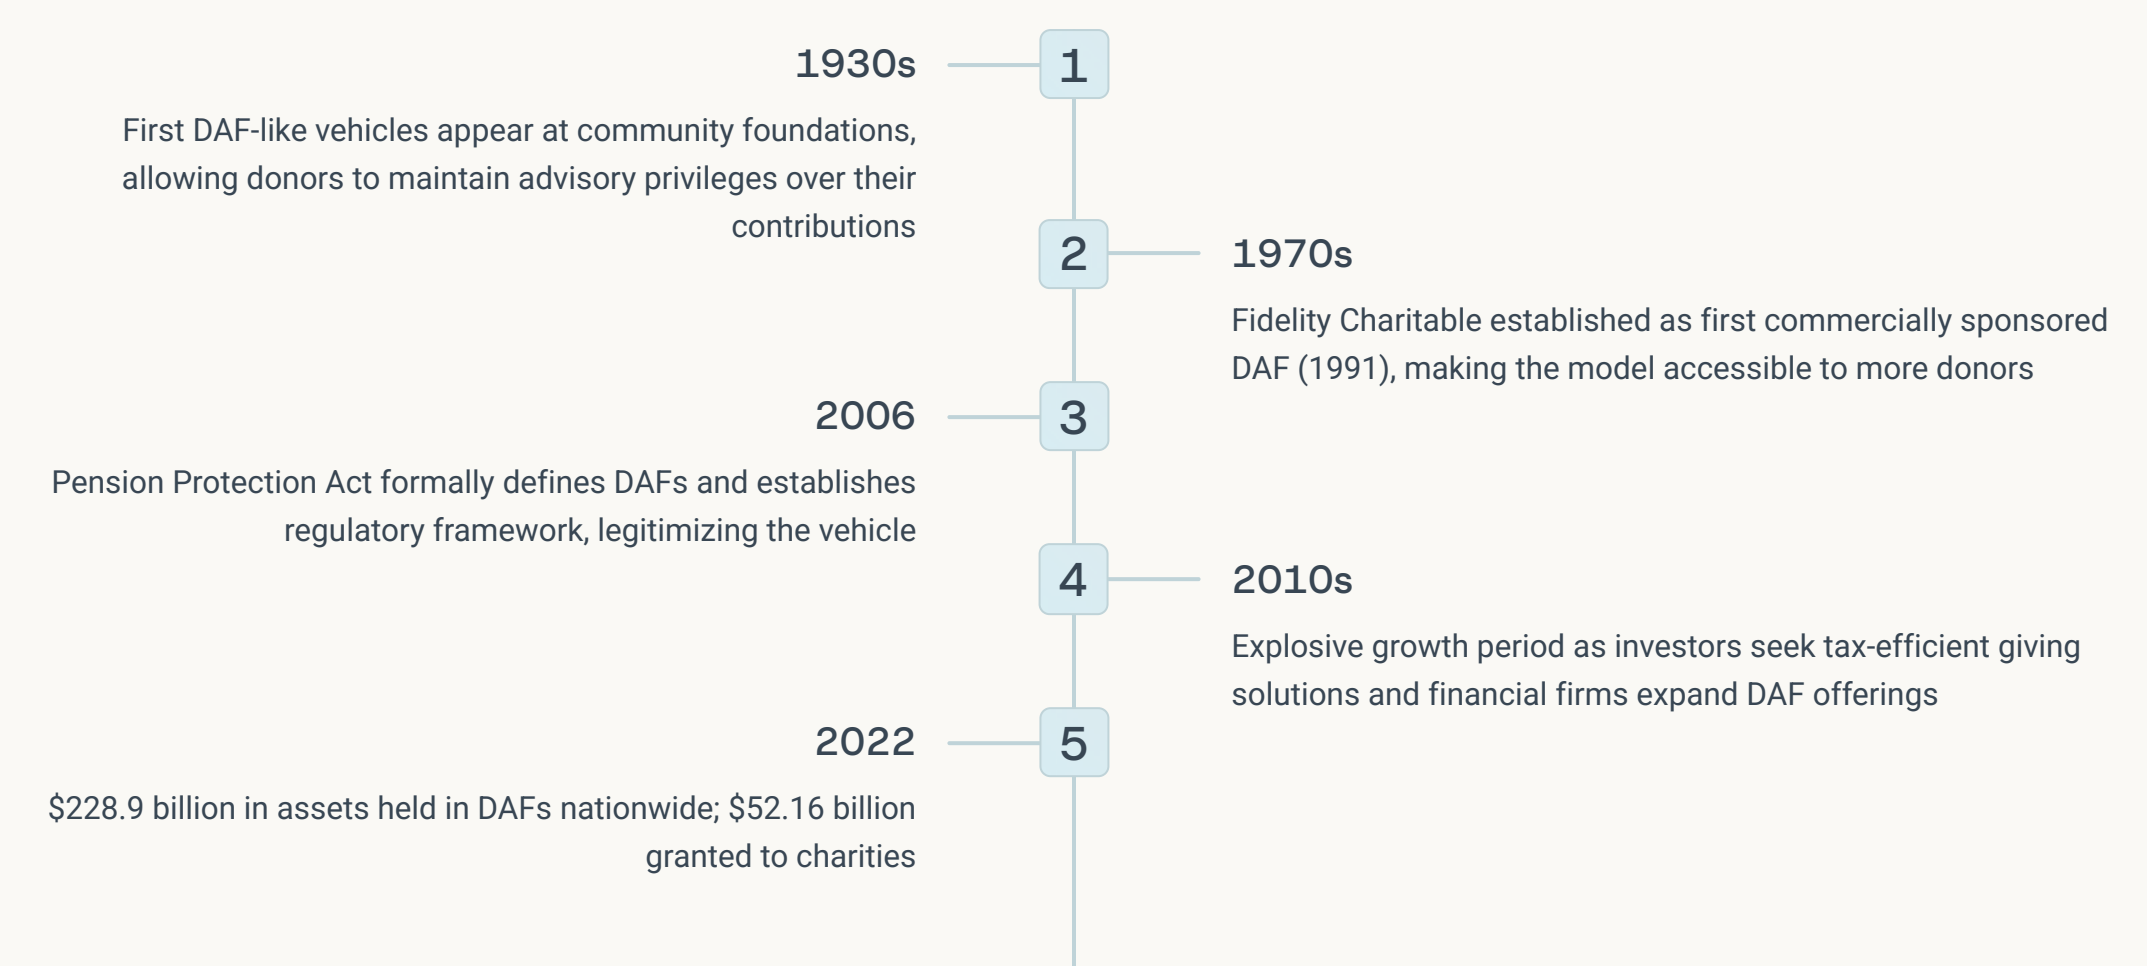 1930s
1
First DAF-like vehicles appear at community foundations,
allowing donors to maintain advisory privileges over their
contributions
2
1970s
Fidelity Charitable established as first commercially sponsored
DAF (1991), making the model accessible to more donors
2006
3
Pension Protection Act formally defines DAFs and establishes
regulatory framework, legitimizing the vehicle
4
2010s
Explosive growth period as investors seek tax-efficient giving
solutions and financial firms expand DAF offerings
2022
5
$228.9 billion in assets held in DAFs nationwide; $52.16 billion
granted to charities